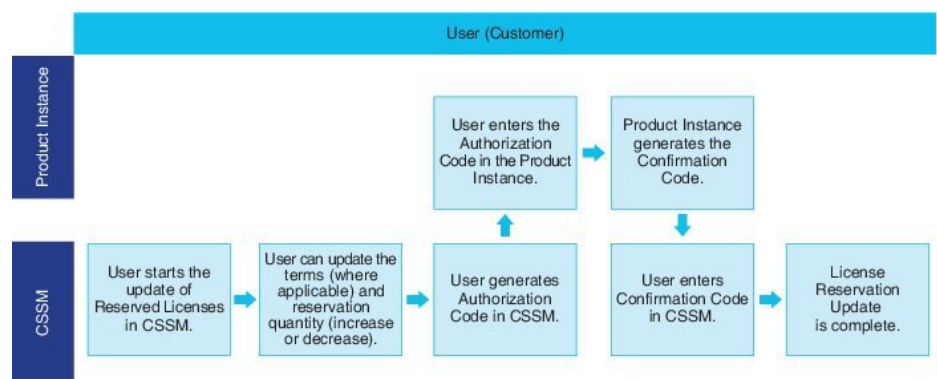 User (Customer)
Product Instance
User enters the
Authorization
Code in the Product
Instance.
Product Instance
generates the
Confirmation
Code.
CSSM
User starts the
update of
Reserved Licenses
in CSSM.
User can update the
terms (where
applicable) and
reservation
quantity (increase
or decrease).
User generates
Authorization
Code in CSSM.
User enters
Confirmation Code
in CSSM.
License
Reservation
Update
is complete.